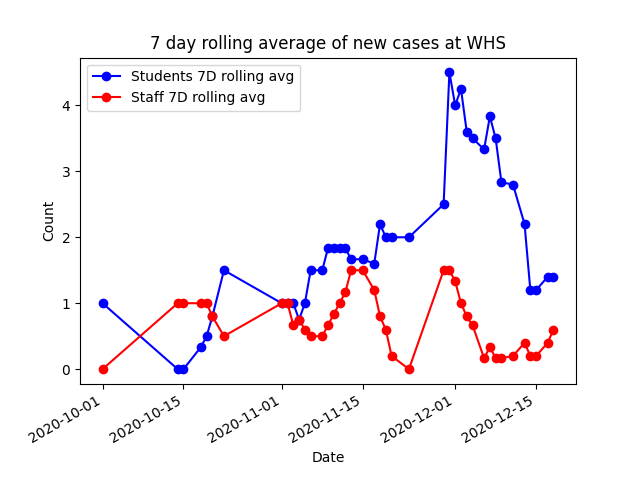 7 day rolling average of new cases at WHS
Students 7D rolling avg
Staff 7D rolling avg
Count
4
3
2
1
0
2020-10-01
2020-10-15
2020-11-01
2020-11-15
2020-12-01
2020-12-15
Date